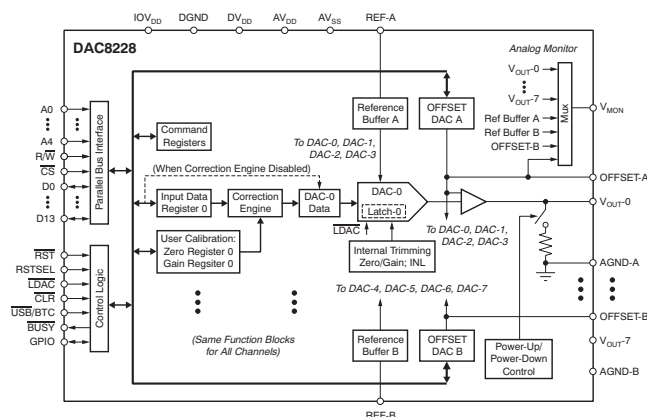 IOVDD DGND DVDD AVDD AVSS REF-A
DAC8228
Analog Monitor
VOUT-0
VOUT-7
Ref Buffer A
Ref Buffer B
OFFSET-B
Mux
VMON
Reference
Buffer A
OFFSET
DAC A
A0
A4
R/W
CS
D0
D13
Parallel Bus Interface
Command
Registers
To DAC-0, DAC-1,
DAC-2, DAC-3
(When Correction Engine Disabled)
Input Data
Register 0
Correction
Engine
DAC-0
Data
DAC-0
Latch-0
LDAC
OFFSET-A
VOUT-0
User Calibration:
Zero Register 0
Gain Regsiter 0
Internal Trimming
Zero/Gain; INL
To DAC-0, DAC-1,
DAC-2, DAC-3
AGND-A
RST
RSTSEL
LDAC
CLR
USB/BTC
BUSY
GPIO
Control Logic
To DAC-4, DAC-5, DAC-6, DAC-7
OFFSET-B
(Same Function Blocks
for All Channels)
Reference
Buffer B
OFFSET
DAC B
Power-Up/
Power-Down
Control
VOUT-7
AGND-B
REF-B